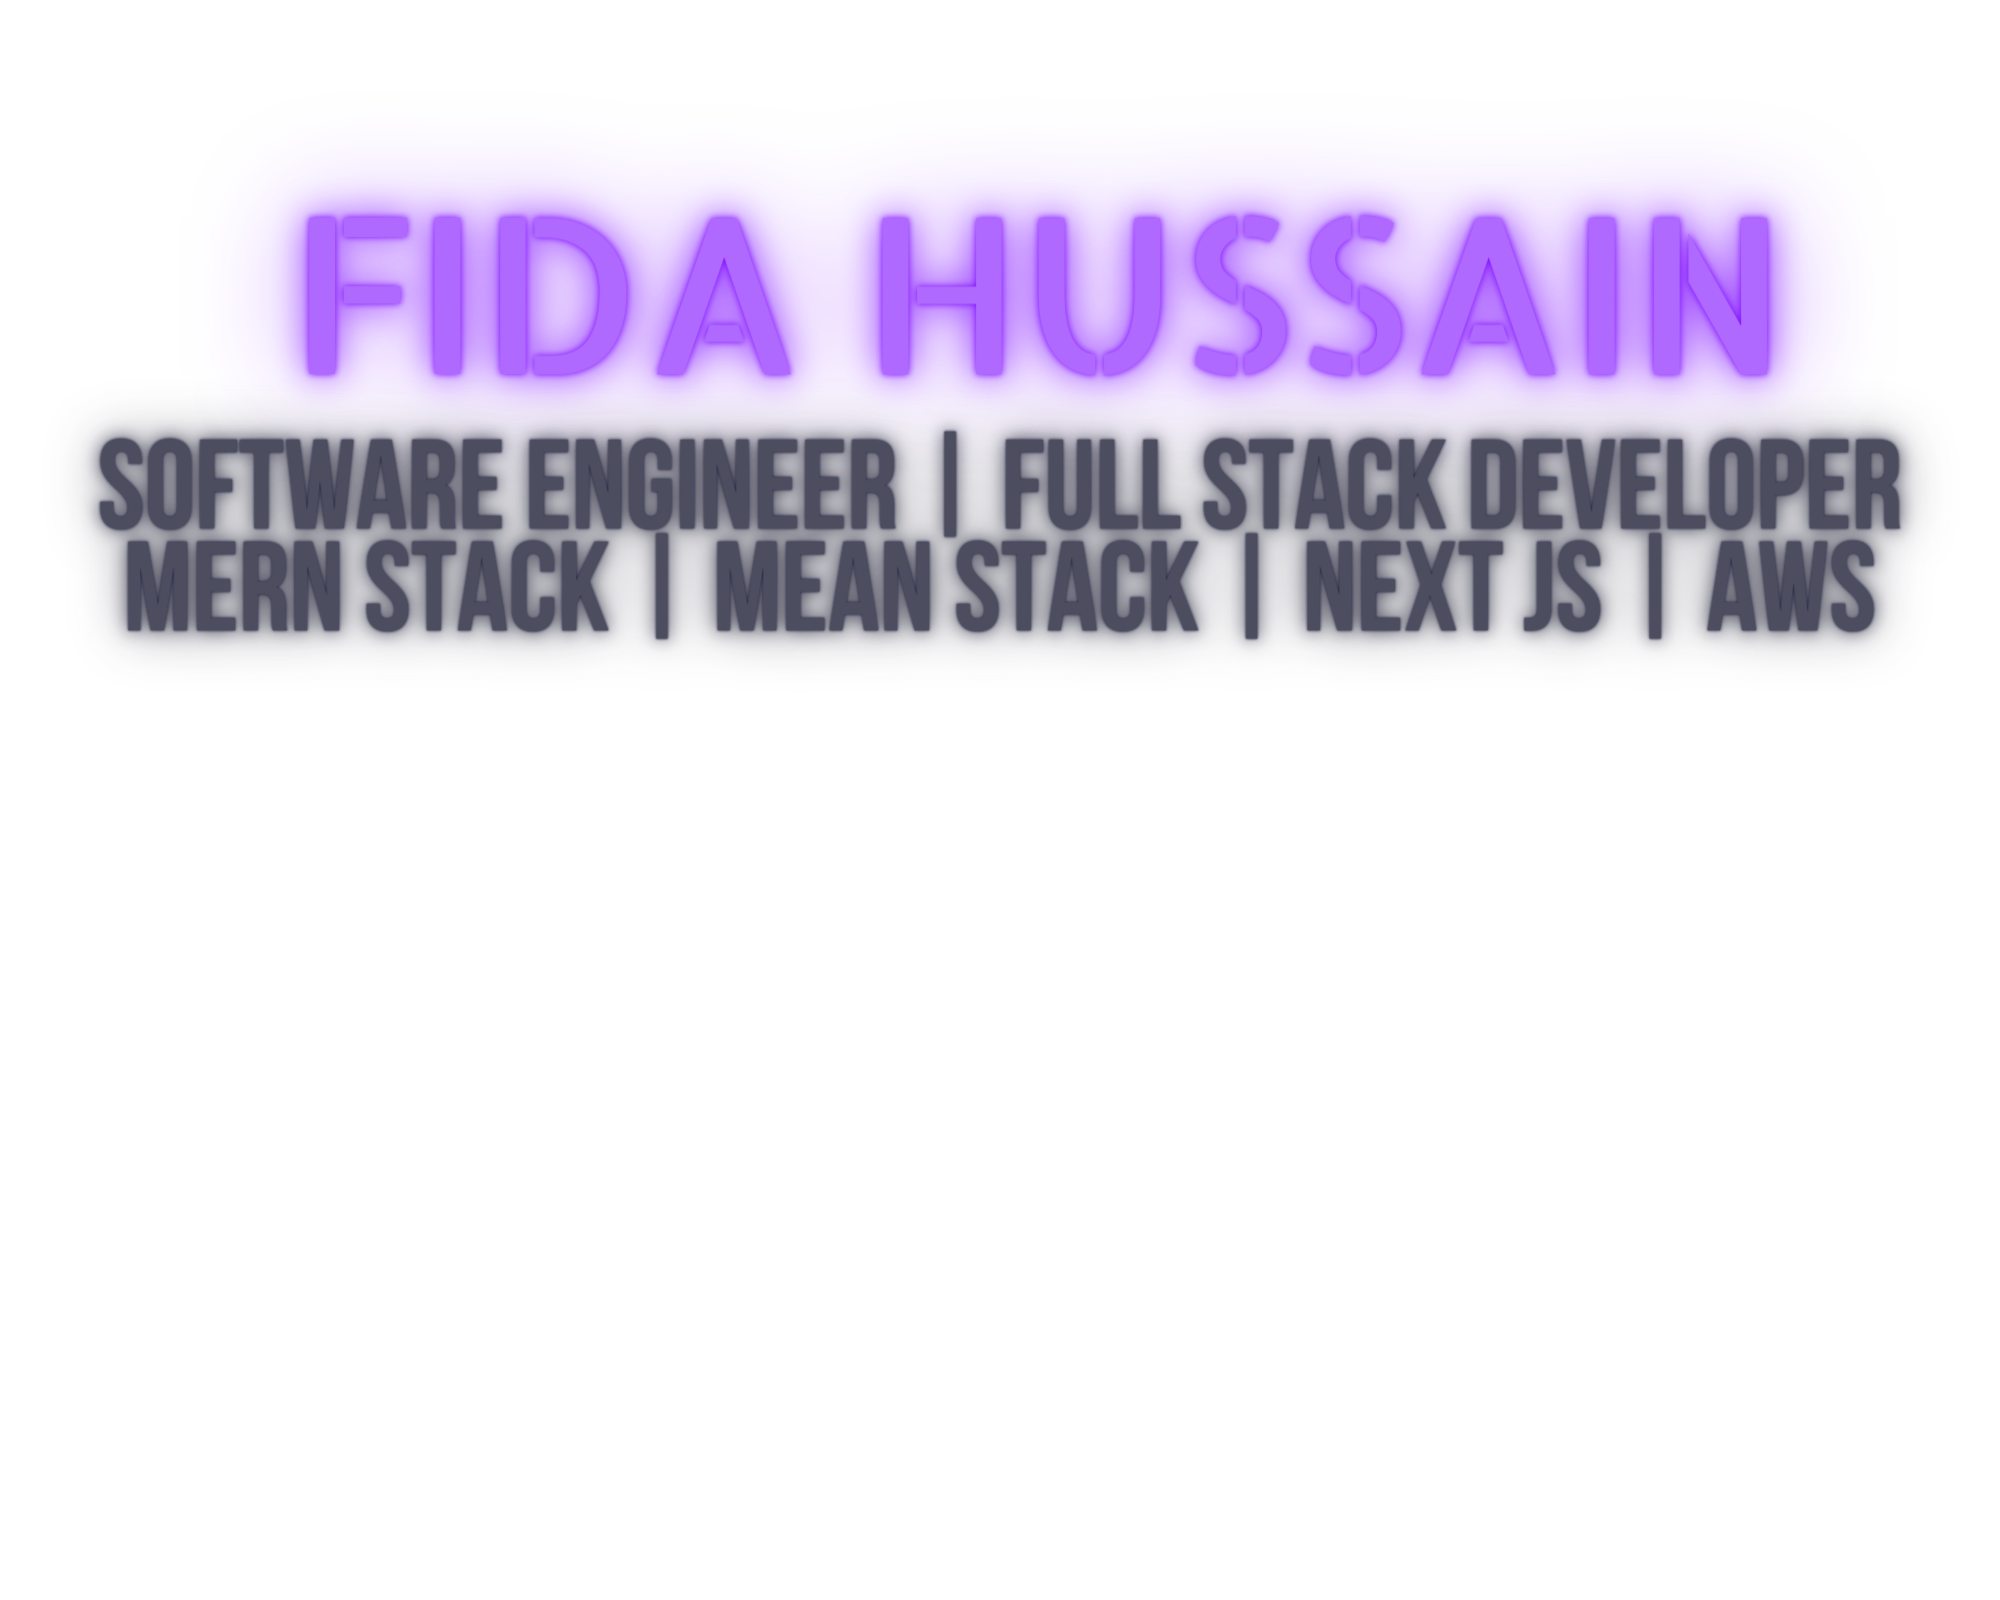 FIDA HUSSAIN
SOFTWARE ENGINEER | FULL STACK DEVELOPER
MERN STACK | MEAN STACK | NEXT JS | AWS